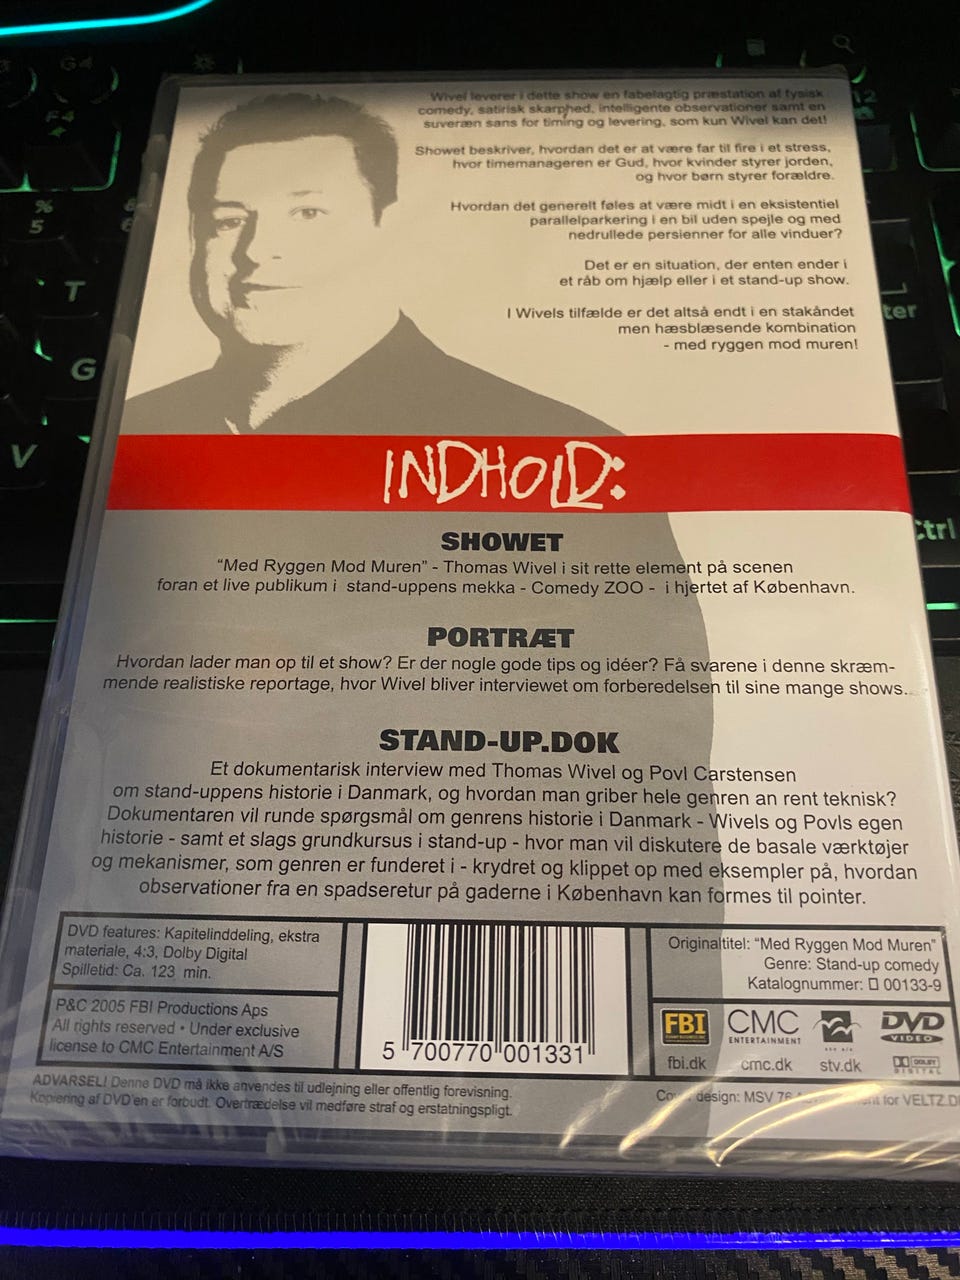 Wivel leverer i dette show en fabelagtig præstation af fysisk
comedy, satirisk skarphed, intelligente observationer samt en
suveræn sans for timing og levering, som kun Wivel kan det!
Showet beskriver, hvordan det er at være far til fire i et stress,
hvor timemanageren er Gud, hvor kvinder styrer jorden,
og hvor børn styrer forældre.
Hvordan det generelt føles at være midt i en eksistentiel
parallelparkering i en bil uden spejle og med
nedrullede persienner for alle vinduer?
Det er en situation, der enten ender i
et råb om hjælp eller i et stand-up show.
I Wivels tilfælde er det altså endt i en stakåndet
men hæsblæsende kombination
- med ryggen mod muren!
INDHOLD:
SHOWET
“Med Ryggen Mod Muren” - Thomas Wivel i sit rette element på scenen
foran et live publikum i stand-uppens mekka - Comedy ZOO - i hjertet af København.
PORTRÆT
Hvordan lader man op til et show? Er der nogle gode tips og idéer? Få svarene i denne skræm-
mende realistiske reportage, hvor Wivel bliver interviewet om forberedelsen til sine mange shows.
STAND-UP.DOK
Et dokumentarisk interview med Thomas Wivel og Povl Carstensen
om stand-uppens historie i Danmark, og hvordan man griber hele genren an rent teknisk?
Dokumentaren vil runde spørgsmål om genrens historie i Danmark - Wivels og Povls egen
historie - samt et slags grundkursus i stand-up - hvor man vil diskutere de basale værktøjer
og mekanismer, som genren er funderet i - krydret og klippet op med eksempler på, hvordan
observationer fra en spadseretur på gaderne i København kan formes til pointer.
DVD features: Kapitelinddeling, ekstra
materiale, 4:3, Dolby Digital
Spilletid: Ca. 123 min.
P&C 2005 FBI Productions Aps
All rights reserved • Under exclusive
license to CMC Entertainment A/S
5 700770 001331
Originaltitel: “Med Ryggen Mod Muren”
Genre: Stand-up comedy
Katalognummer: 00133-9
FBI
CMC
ENTERTAINMENT
DVD
VIDEO
fbi.dk
cmc.dk
stv.dk
DOLBY
DIGITAL
ADVARSEL! Denne DVD må ikke anvendes til udlejning eller offentlig forevisning.
Kopiering af DVD'en er forbudt. Overtrædelse vil medføre straf og erstatningspligt.
design: MSV for VELTZ.D
G4
F4
%
5
T
G
V
ter
Ctrl